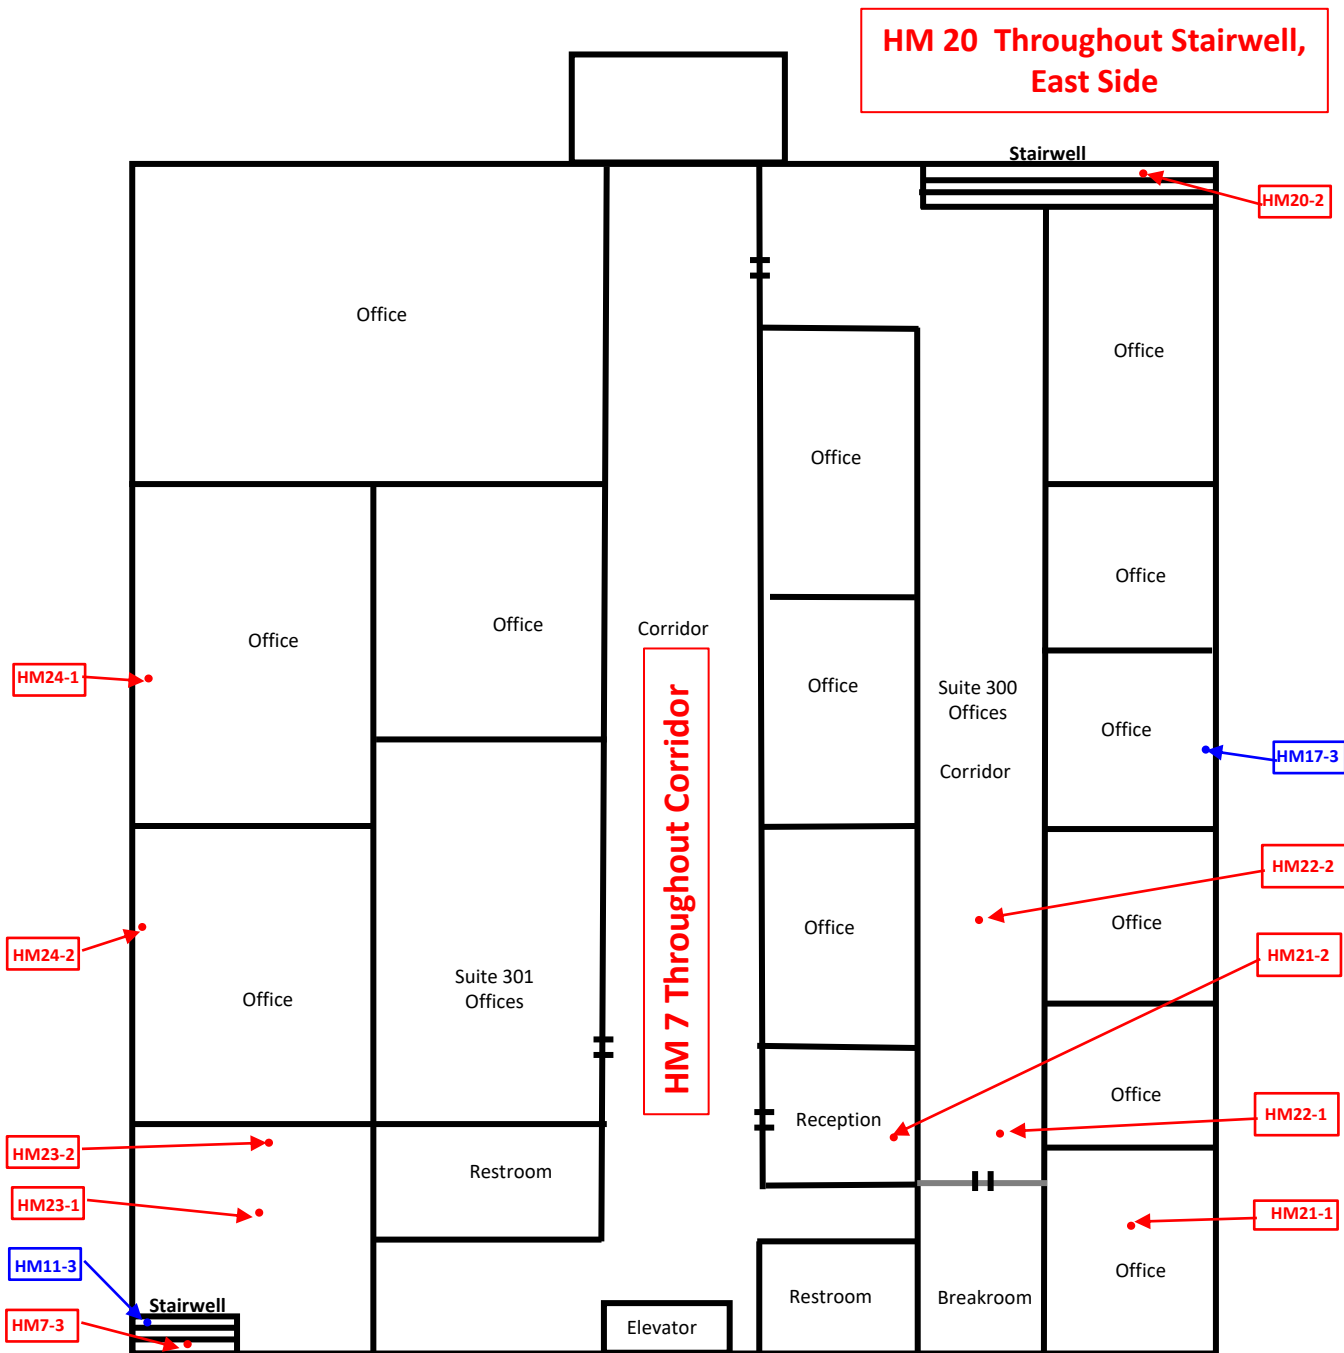 HM 20 Throughout Stairwell,
East Side
Stairwell
HM20-2
Office
Office
Office
Office
Office
Office
Corridor
HM24-1
HM 7 Throughout Corridor
Office
Suite 300
Offices
Corridor
Office
HM17-3
HM22-2
Office
Office
HM24-2
HM21-2
Office
Suite 301
Offices
Office
Reception
HM22-1
HM23-2
Restroom
HM23-1
HM21-1
Office
HM11-3
Stairwell
Restroom
Breakroom
HM7-3
Elevator